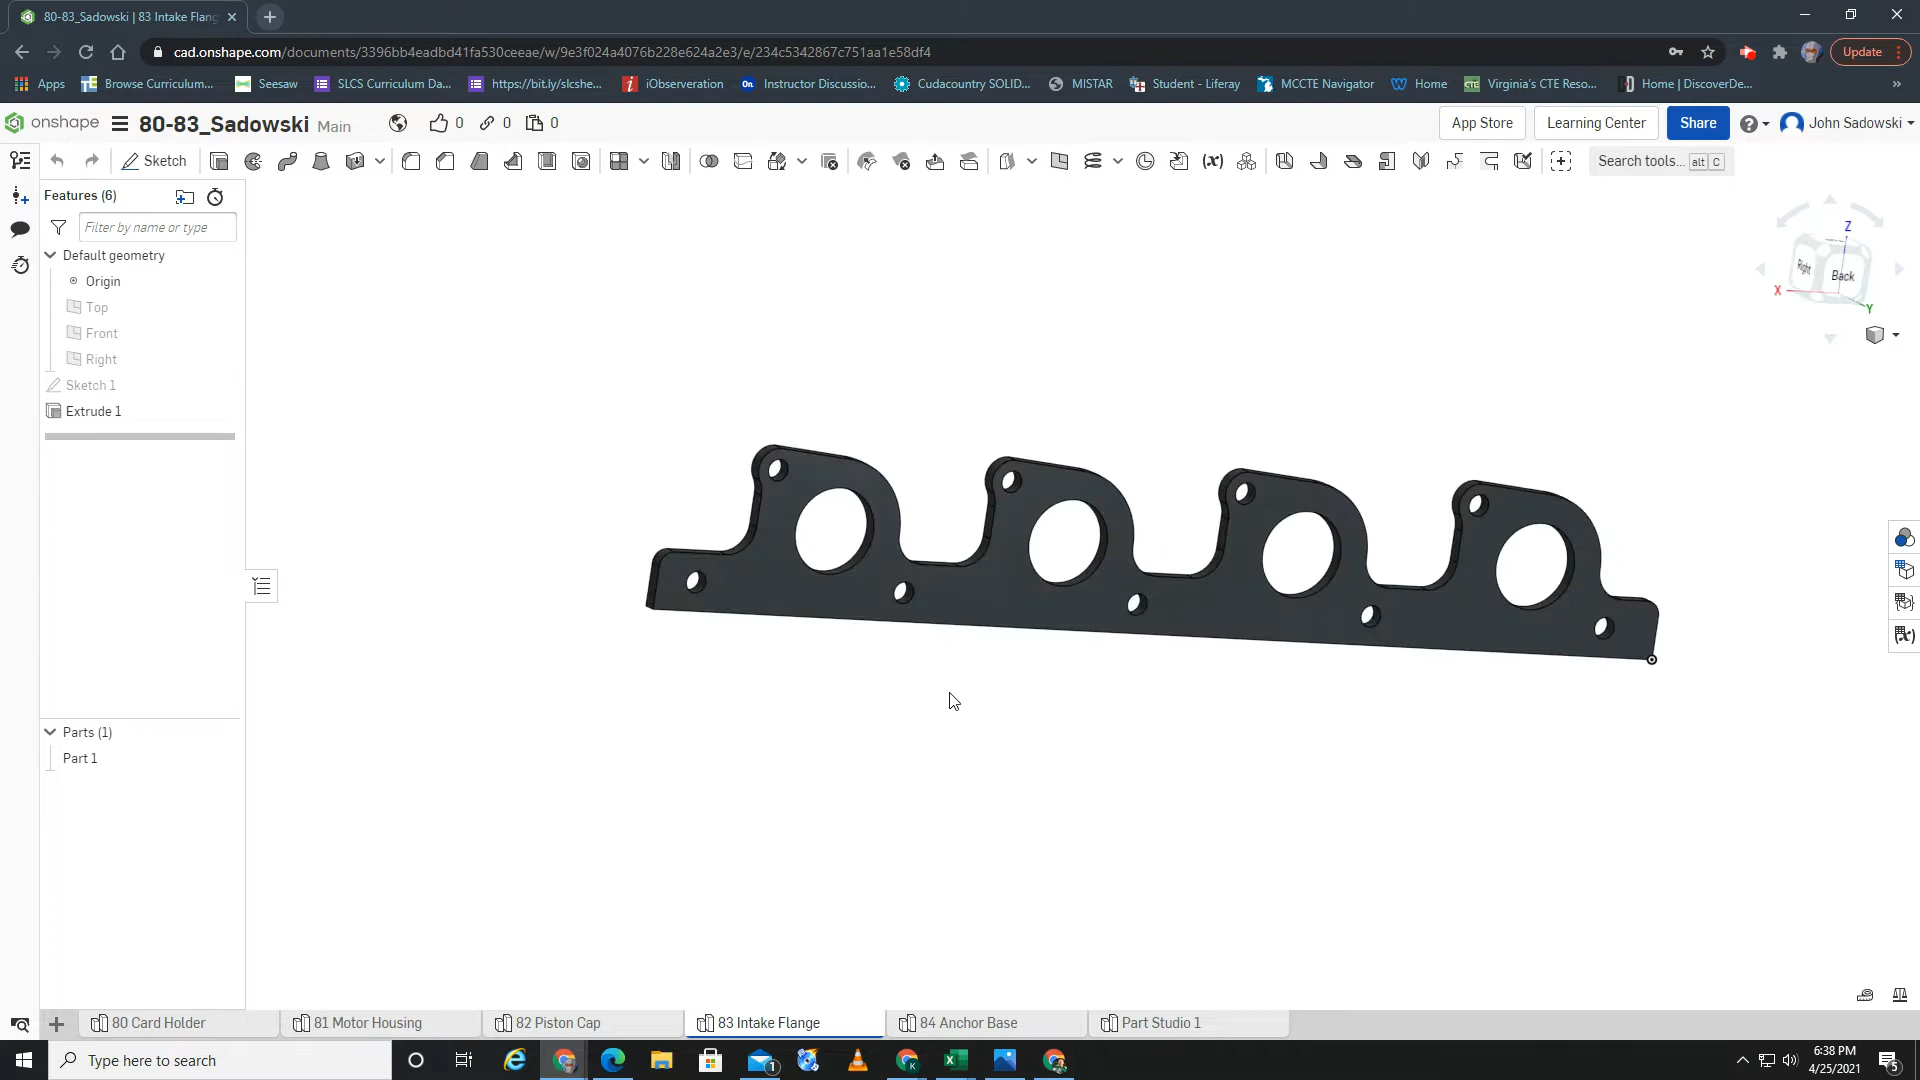 80-83_Sadowski | 83 Intake Flang
cad.onshape.com/documents/3396bb4eadbd41fa530ceeae/w/9e3f024a4076b228e624a2e3/e/234c5342867c751aa1e58df4
Update
Apps
Browse Curriculum...
Seesaw
SLCS Curriculum Da...
https://bit.ly/slcshe...
iObserveration
Instructor Discussio...
Cudacountry SOLID...
MISTAR
Student - Liferay
MCCTE Navigator
Home
Virginia's CTE Reso...
Home | DiscoverDe...
onshape
80-83_Sadowski Main
0
0
0
App Store
Learning Center
Share
John Sadowski
Sketch
Search tools... alt C
Features (6)
Filter by name or type
Default geometry
Origin
Top
Front
Right
Sketch 1
Extrude 1
Z
Right
Back
X
Y
Parts (1)
Part 1
80 Card Holder
81 Motor Housing
82 Piston Cap
83 Intake Flange
84 Anchor Base
Part Studio 1
Type here to search
1
6:38 PM
4/25/2021
5